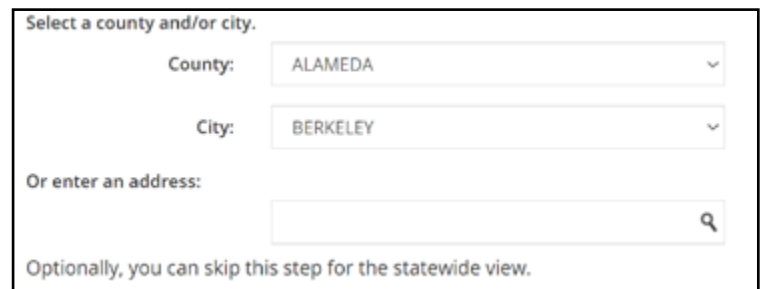 Select a county and/or city.
County: ALAMEDA
City: BERKELEY
Or enter an address:
Optionally, you can skip this step for the statewide view.